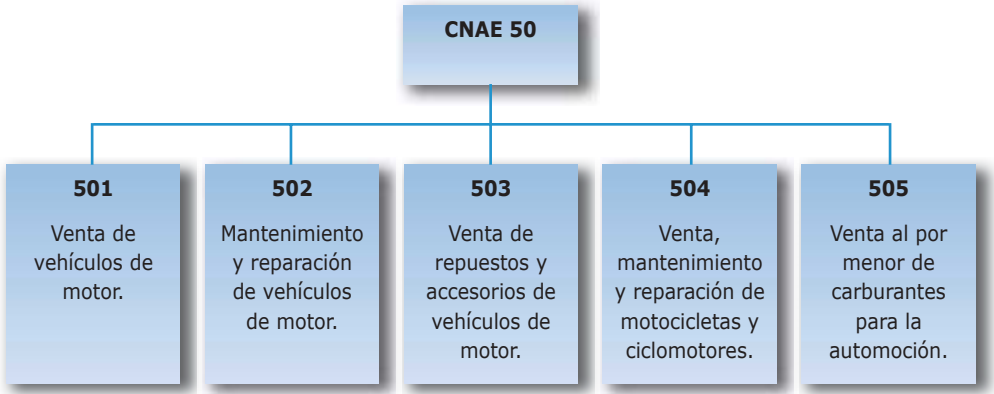 CNAE 50
501
Venta de
vehículos de
motor.
502
Mantenimiento
y reparación
de vehículos
de motor.
503
Venta de
repuestos y
accesorios de
vehículos de
motor.
504
Venta,
mantenimiento
y reparación de
motocicletas y
ciclomotores.
505
Venta al por
menor de
carburantes
para la
automoción.